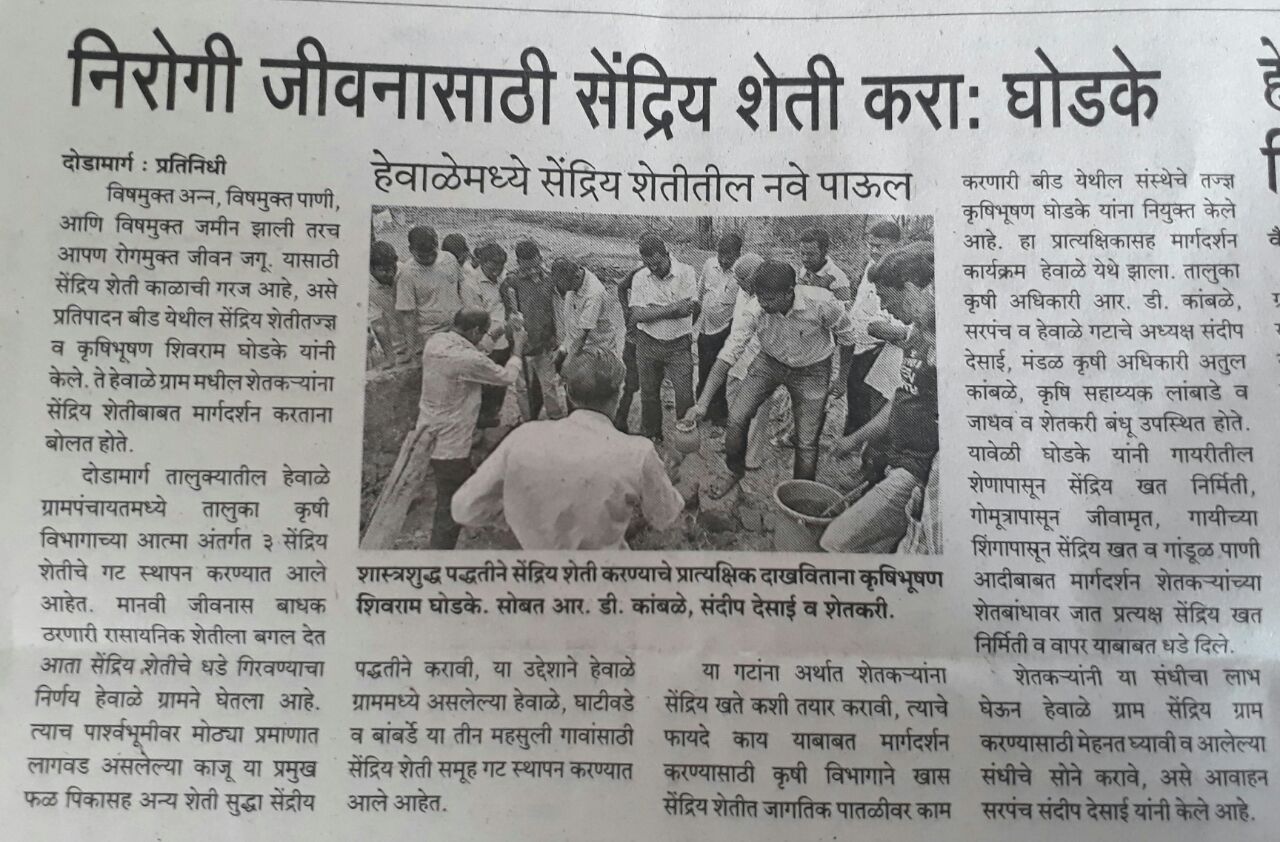 निरोगी जीवनासाठी सेंद्रिय शेती करा: घोडके
दोडामार्ग : प्रतिनिधी
विषमुक्त अन्न, विषमुक्त पाणी,
आणि विषमुक्त जमीन झाली तरच
आपण रोगमुक्त जीवन जगू. यासाठी
सेंद्रिय शेती काळाची गरज आहे, असे
प्रतिपादन बीड येथील सेंद्रिय शेतीतज्ज्ञ
व कृषिभूषण शिवराम घोडके यांनी
केले. ते हेवाळे ग्राम मधील शेतकऱ्यांना
सेंद्रिय शेतीबाबत मार्गदर्शन करताना
बोलत होते.
दोडामार्ग तालुक्यातील हेवाळे
ग्रामपंचायतमध्ये तालुका कृषी
विभागाच्या आत्मा अंतर्गत ३ सेंद्रिय
शेतीचे गट स्थापन करण्यात आले
आहेत. मानवी जीवनास बाधक
ठरणारी रासायनिक शेतीला बगल देत
आता सेंद्रिय शेतीचे धडे गिरवण्याचा
निर्णय हेवाळे ग्रामने घेतला आहे.
त्याच पार्श्वभूमीवर मोठ्या प्रमाणात
लागवड असलेल्या काजू या प्रमुख
फळ पिकासह अन्य शेती सुद्धा सेंद्रीय
हेवाळेमध्ये सेंद्रिय शेतीतील नवे पाऊल
शास्त्रशुद्ध पद्धतीने सेंद्रिय शेती करण्याचे प्रात्यक्षिक दाखविताना कृषिभूषण
शिवराम घोडके. सोबत आर. डी. कांबळे, संदीप देसाई व शेतकरी.
पद्धतीने करावी, या उद्देशाने हेवाळे
ग्राममध्ये असलेल्या हेवाळे, घाटीवडे
व बांबर्डे या तीन महसुली गावांसाठी
सेंद्रिय शेती समूह गट स्थापन करण्यात
आले आहेत.
या गटांना अर्थात शेतकऱ्यांना
सेंद्रिय खते कशी तयार करावी, त्याचे
फायदे काय याबाबत मार्गदर्शन
करण्यासाठी कृषी विभागाने खास
सेंद्रिय शेतीत जागतिक पातळीवर काम
करणारी बीड येथील संस्थेचे तज्ज्ञ
कृषिभूषण घोडके यांना नियुक्त केले
आहे. हा प्रात्यक्षिकासह मार्गदर्शन
कार्यक्रम हेवाळे येथे झाला. तालुका
कृषी अधिकारी आर. डी. कांबळे,
सरपंच व हेवाळे गटाचे अध्यक्ष संदीप
देसाई, मंडळ कृषी अधिकारी अतुल
कांबळे, कृषि सहाय्यक लांबाडे व
जाधव व शेतकरी बंधू उपस्थित होते.
यावेळी घोडके यांनी गायरीतील
शेणापासून सेंद्रिय खत निर्मिती,
गोमूत्रापासून जीवामृत, गायीच्या
शिंगापासून सेंद्रिय खत व गांडूळ पाणी
आदीबाबत मार्गदर्शन शेतकऱ्यांच्या
शेतबांधावर जात प्रत्यक्ष सेंद्रिय खत
निर्मिती व वापर याबाबत धडे दिले.
शेतकऱ्यांनी या संधीचा लाभ
घेऊन हेवाळे ग्राम सेंद्रिय ग्राम
करण्यासाठी मेहनत घ्यावी व आलेल्या
संधीचे सोने करावे, असे आवाहन
सरपंच संदीप देसाई यांनी केले आहे.